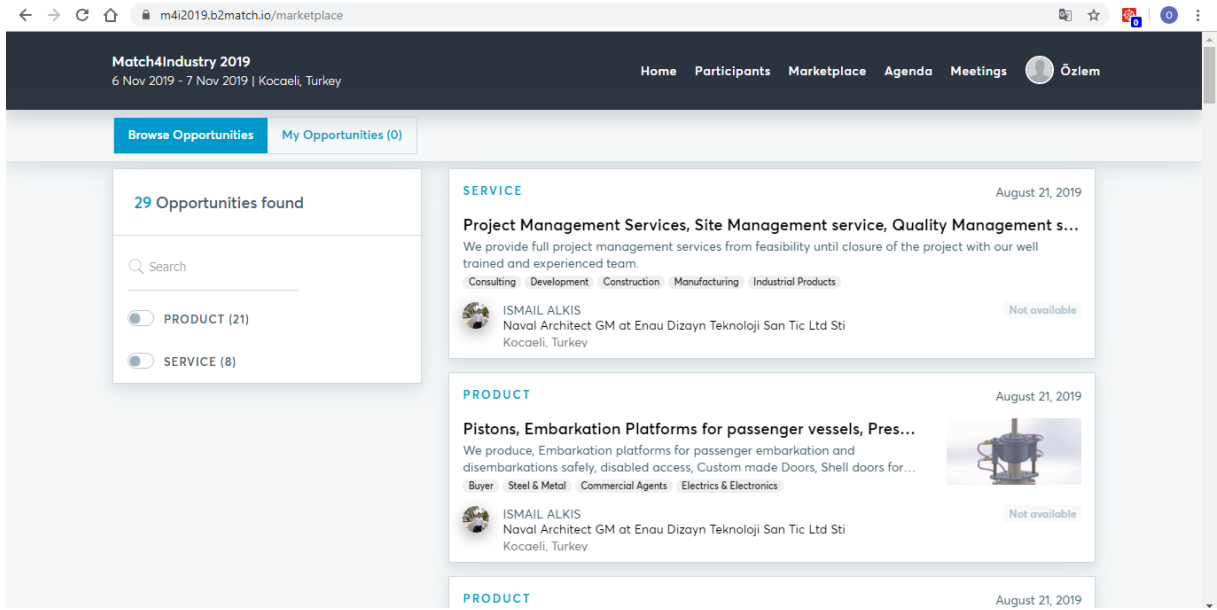 m4i2019.b2match.io/marketplace
0
O
Match4Industry 2019
6 Nov 2019 - 7 Nov 2019 | Kocaeli, Turkey
Home Participants Marketplace Agenda Meetings Özlem
Browse Opportunities My Opportunities (0)
29 Opportunities found
Search
PRODUCT (21)
SERVICE (8)
SERVICE
August 21, 2019
Project Management Services, Site Management service, Quality Management s...
We provide full project management services from feasibility until closure of the project with our well
trained and experienced team.
Consulting Development Construction Manufacturing Industrial Products
ISMAIL ALKIS
Not available
Naval Architect GM at Enau Dizayn Teknoloji San Tic Ltd Sti
Kocaeli, Turkey
PRODUCT
August 21, 2019
Pistons, Embarkation Platforms for passenger vessels, Pres...
We produce, Embarkation platforms for passenger embarkation and
disembarkations safely, disabled access, Custom made Doors, Shell doors for...
Buyer Steel & Metal Commercial Agents Electrics & Electronics
ISMAIL ALKIS
Not available
Naval Architect GM at Enau Dizayn Teknoloji San Tic Ltd Sti
Kocaeli, Turkey
PRODUCT
August 21, 2019